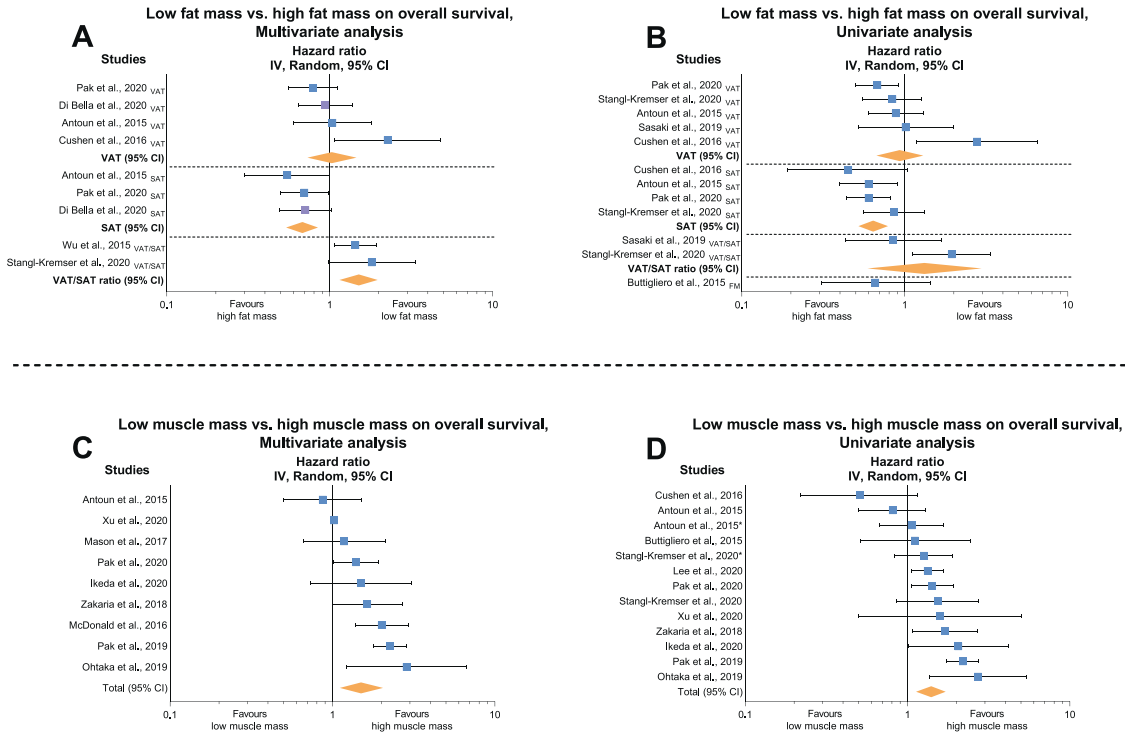 A
Low fat mass vs. high fat mass on overall survival,
Multivariate analysis
Studies
Hazard ratio
IV, Random, 95% CI
Pak et al., 2020 VAT
Di Bella et al., 2020 VAT
Antoun et al., 2015 VAT
Cushen et al., 2016 VAT
VAT (95% CI)
Antoun et al., 2015 SAT
Pak et al., 2020 SAT
Di Bella et al., 2020 SAT
SAT (95% CI)
Wu et al., 2015 VAT/SAT
Stangl-Kremser et al., 2020 VAT/SAT
VAT/SAT ratio (95% CI)
0.1 1 10
Favours high fat mass
Favours low fat mass
B
Low fat mass vs. high fat mass on overall survival,
Univariate analysis
Studies
Hazard ratio
IV, Random, 95% CI
Pak et al., 2020 VAT
Stangl-Kremser et al., 2020 VAT
Antoun et al., 2015 VAT
Sasaki et al., 2019 VAT
Cushen et al., 2016 VAT
VAT (95% CI)
Cushen et al., 2016 SAT
Antoun et al., 2015 SAT
Pak et al., 2020 SAT
Stangl-Kremser et al., 2020 SAT
SAT (95% CI)
Sasaki et al., 2019 VAT/SAT
Stangl-Kremser et al., 2020 VAT/SAT
VAT/SAT ratio (95% CI)
Buttigliero et al., 2015 FM
0.1 1 10
Favours high fat mass
Favours low fat mass
C
Low muscle mass vs. high muscle mass on overall survival,
Multivariate analysis
Studies
Hazard ratio
IV, Random, 95% CI
Antoun et al., 2015
Xu et al., 2020
Mason et al., 2017
Pak et al., 2020
Ikeda et al., 2020
Zakaria et al., 2018
McDonald et al., 2016
Pak et al., 2019
Ohtaka et al., 2019
Total (95% CI)
0.1 1 10
Favours low muscle mass
Favours high muscle mass
D
Low muscle mass vs. high muscle mass on overall survival,
Univariate analysis
Studies
Hazard ratio
IV, Random, 95% CI
Cushen et al., 2016
Antoun et al., 2015
Antoun et al., 2015*
Buttigliero et al., 2015
Stangl-Kremser et al., 2020*
Lee et al., 2020
Pak et al., 2020
Stangl-Kremser et al., 2020
Xu et al., 2020
Zakaria et al., 2018
Ikeda et al., 2020
Pak et al., 2019
Ohtaka et al., 2019
Total (95% CI)
0.1 1 10
Favours low muscle mass
Favours high muscle mass